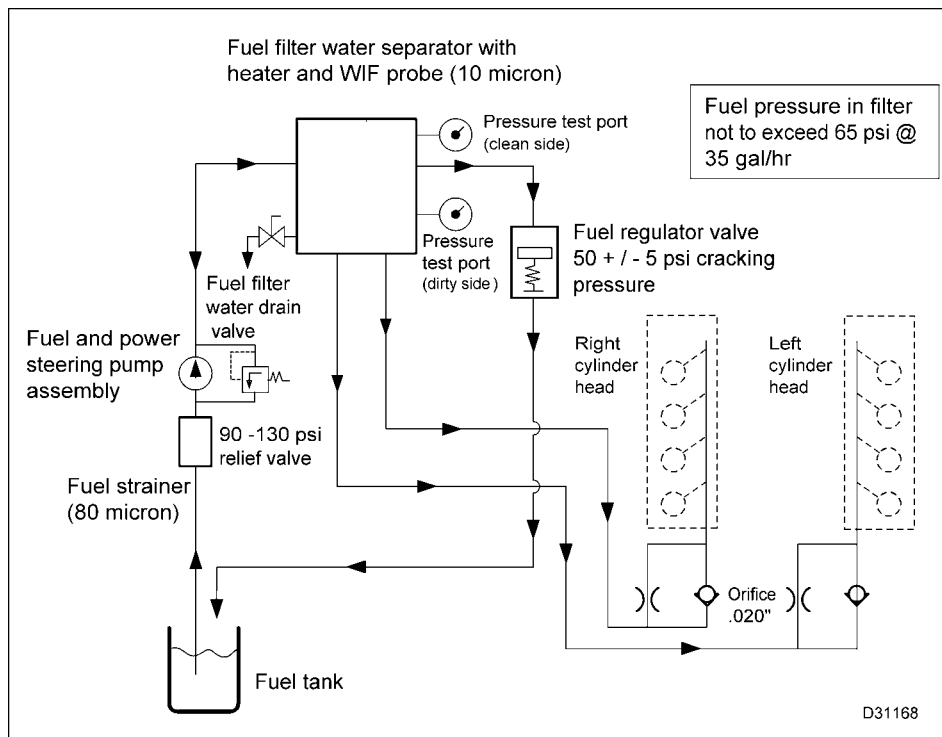 Fuel filter water separator with
heater and WIF probe (10 micron)
Fuel pressure in filter
not to exceed 65 psi @
35 gal/hr
Pressure test port
(clean side)
Pressure
test port
(dirty side)
Fuel regulator valve
50 + / - 5 psi cracking
pressure
Fuel filter
water drain
valve
Fuel and power
steering pump
assembly
90 -130 psi
relief valve
Fuel strainer
(80 micron)
Right
cylinder
head
Left
cylinder
head
Orifice
.020"
Fuel tank
D31168